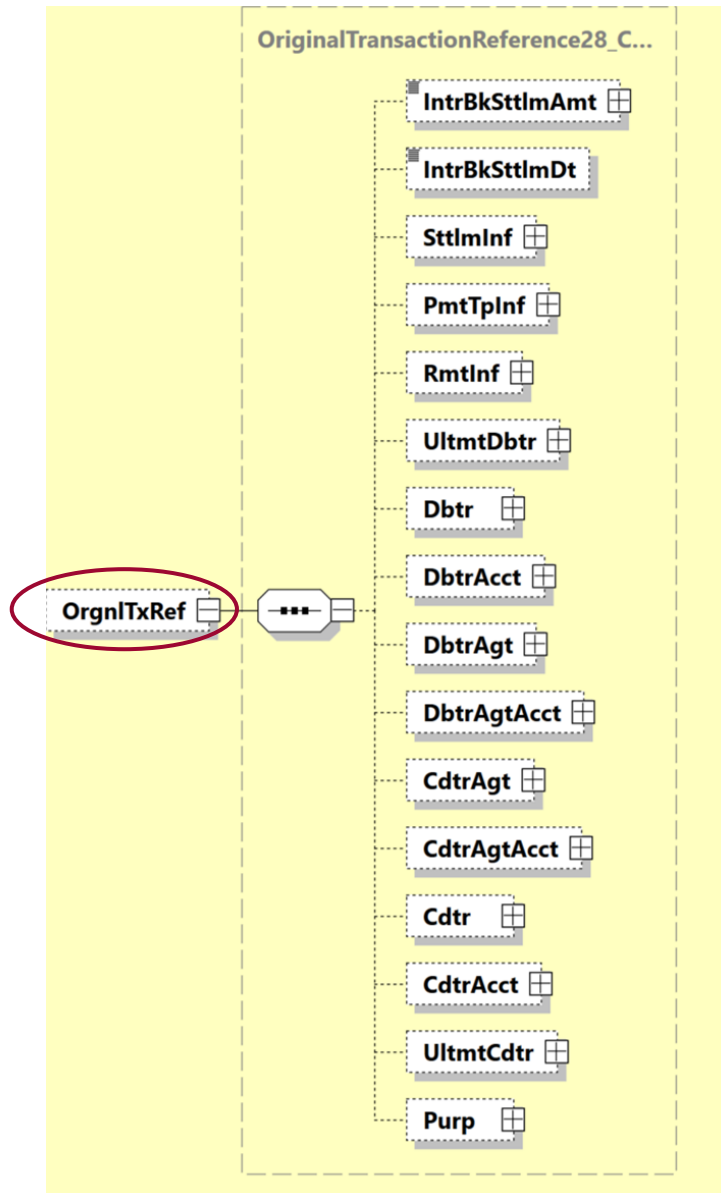 OriginalTransactionReference28_C...
IntrBkSttlmAmt
IntrBkSttlmDt
SttlmInf
PmtTpInf
RmtInf
UltmtDbtr
Dbtr
DbtrAcct
OrgnlTxRef
DbtrAgt
DbtrAgtAcct
CdtrAgt
CdtrAgtAcct
Cdtr
CdtrAcct
UltmtCdtr
Purp